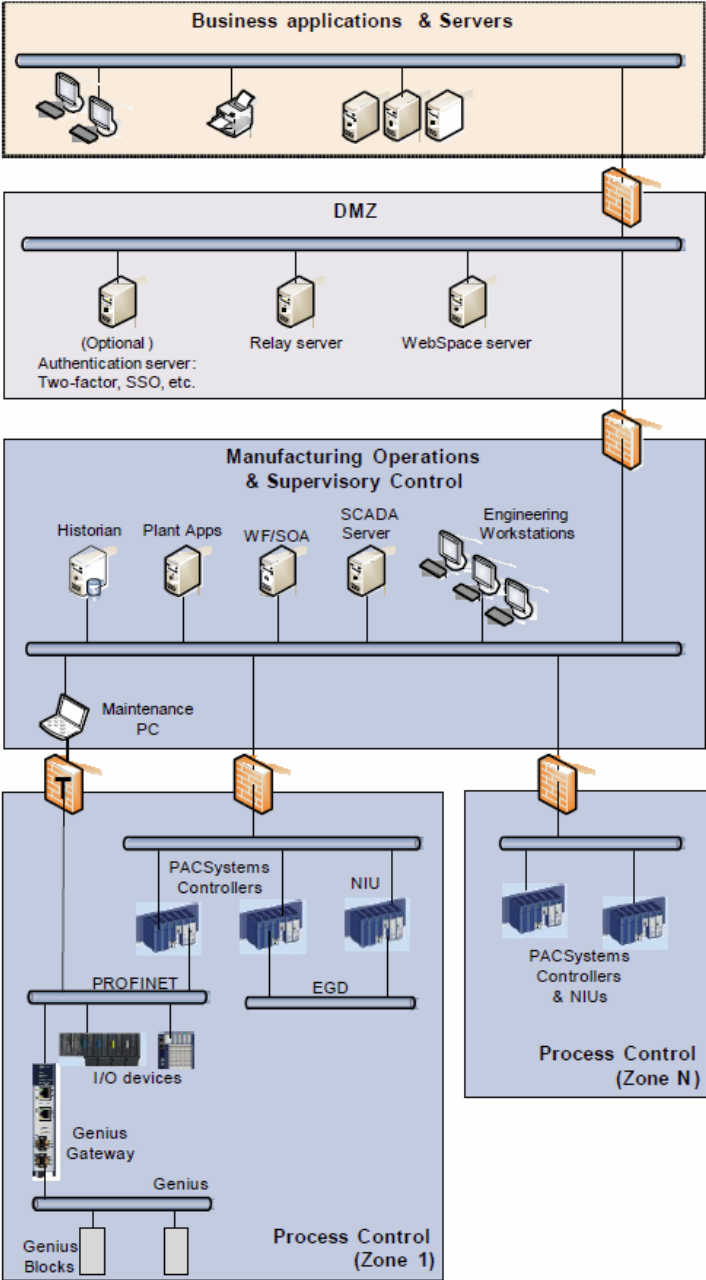 Business applications & Servers
DMZ
(Optional )
Authentication server:
Two-factor, SSO, etc.
Relay server
WebSpace server
Manufacturing Operations
& Supervisory Control
Historian
Plant Apps
WF/SOA
SCADA
Server
Engineering
Workstations
Maintenance
PC
T
PACSystems
Controllers
NIU
PROFINET
EGD
I/O devices
Genius
Gateway
Genius
Genius
Blocks
Process Control
(Zone 1)
PACSystems
Controllers
& NIUs
Process Control
(Zone N)